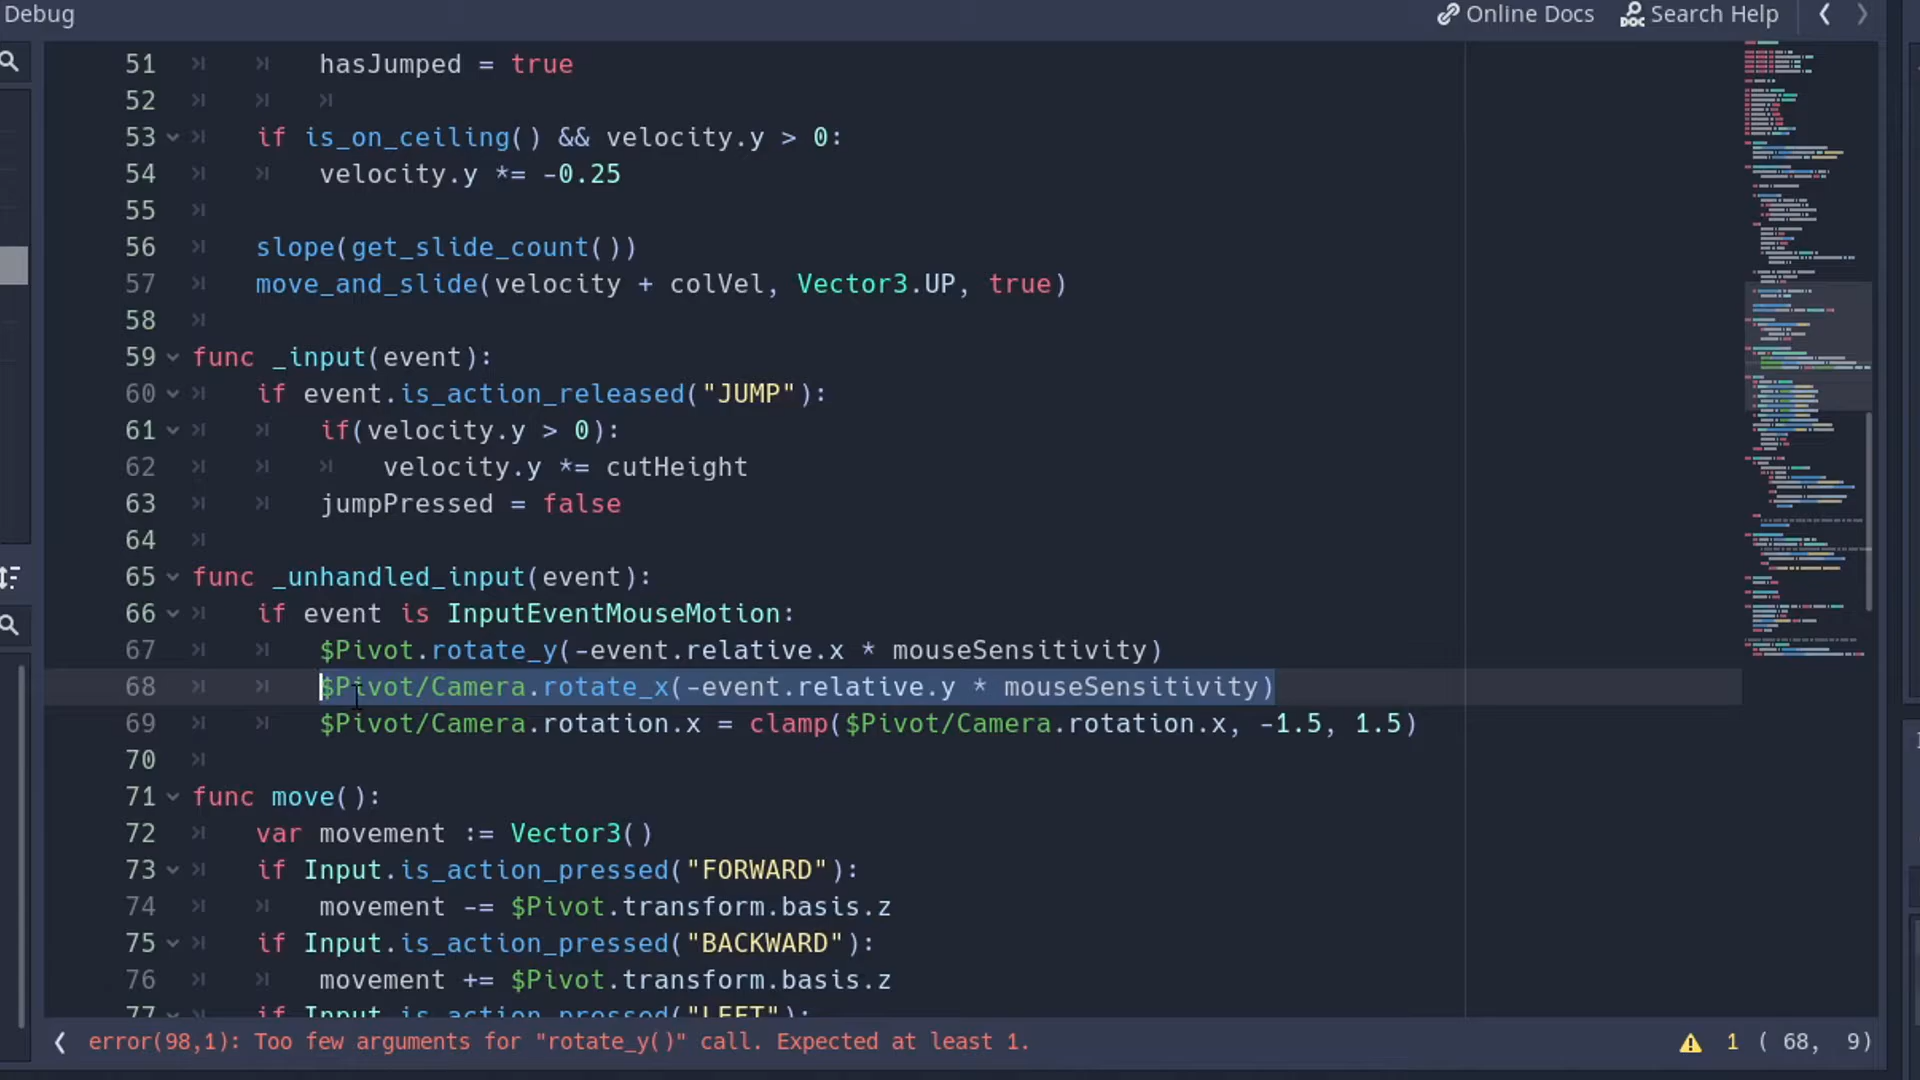 Debug
Online Docs
Search Help
51 hasJumped = true
52
53 if is_on_ceiling() && velocity.y > 0:
54 velocity.y *= -0.25
55
56 slope(get_slide_count())
57 move_and_slide(velocity + colVel, Vector3.UP, true)
58
59 func _input(event):
60 if event.is_action_released("JUMP"):
61 if(velocity.y > 0):
62 velocity.y *= cutHeight
63 jumpPressed = false
64
65 func _unhandled_input(event):
66 if event is InputEventMouseMotion:
67 $Pivot.rotate_y(-event.relative.x * mouseSensitivity)
68 $Pivot/Camera.rotate_x(-event.relative.y * mouseSensitivity)
69 $Pivot/Camera.rotation.x = clamp($Pivot/Camera.rotation.x, -1.5, 1.5)
70
71 func move():
72 var movement := Vector3()
73 if Input.is_action_pressed("FORWARD"):
74 movement -= $Pivot.transform.basis.z
75 if Input.is_action_pressed("BACKWARD"):
76 movement += $Pivot.transform.basis.z
77 if Input.is_action_pressed("LEFT"):
error(98,1): Too few arguments for "rotate_y()" call. Expected at least 1.
1 ( 68, 9)